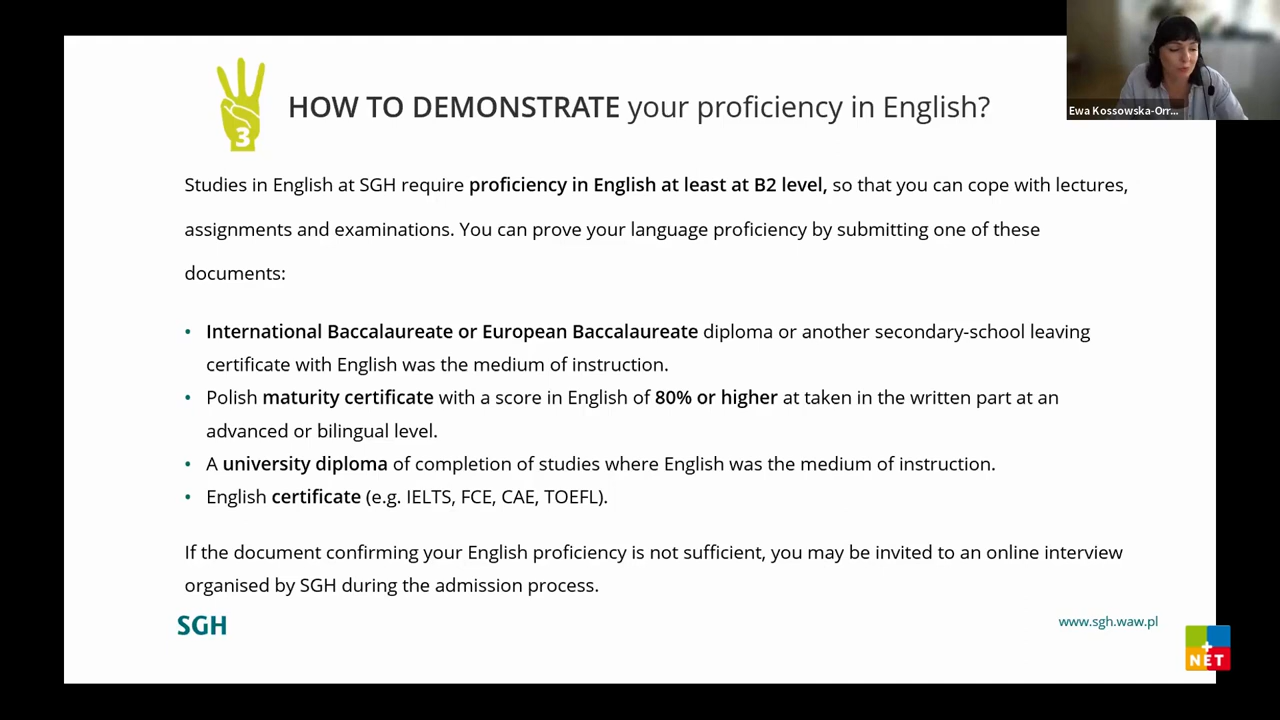 3
HOW TO DEMONSTRATE your proficiency in English?
Ewa Kossowska-Orr...
Studies in English at SGH require proficiency in English at least at B2 level, so that you can cope with lectures,
assignments and examinations. You can prove your language proficiency by submitting one of these
documents:
• International Baccalaureate or European Baccalaureate diploma or another secondary-school leaving
certificate with English was the medium of instruction.
• Polish maturity certificate with a score in English of 80% or higher at taken in the written part at an
advanced or bilingual level.
• A university diploma of completion of studies where English was the medium of instruction.
• English certificate (e.g. IELTS, FCE, CAE, TOEFL).
If the document confirming your English proficiency is not sufficient, you may be invited to an online interview
organised by SGH during the admission process.
SGH
www.sgh.waw.pl
+
NET